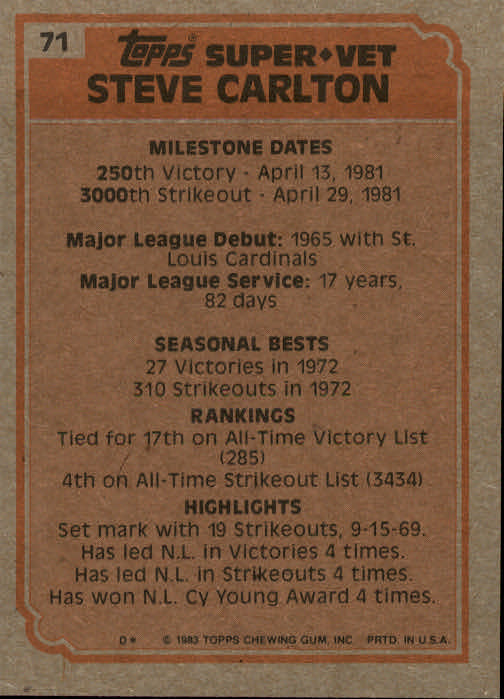 71
Topps® SUPER♦VET
STEVE CARLTON
MILESTONE DATES
250th Victory - April 13, 1981
3000th Strikeout - April 29, 1981
Major League Debut: 1965 with St.
Louis Cardinals
Major League Service: 17 years,
82 days
SEASONAL BESTS
27 Victories in 1972
310 Strikeouts in 1972
RANKINGS
Tied for 17th on All-Time Victory List
(285)
4th on All-Time Strikeout List (3434)
HIGHLIGHTS
Set mark with 19 Strikeouts, 9-15-69.
Has led N.L. in Victories 4 times.
Has led N.L. in Strikeouts 4 times.
Has won N.L. Cy Young Award 4 times.
D* © 1983 TOPPS CHEWING GUM, INC. PRTD. IN U.S.A.